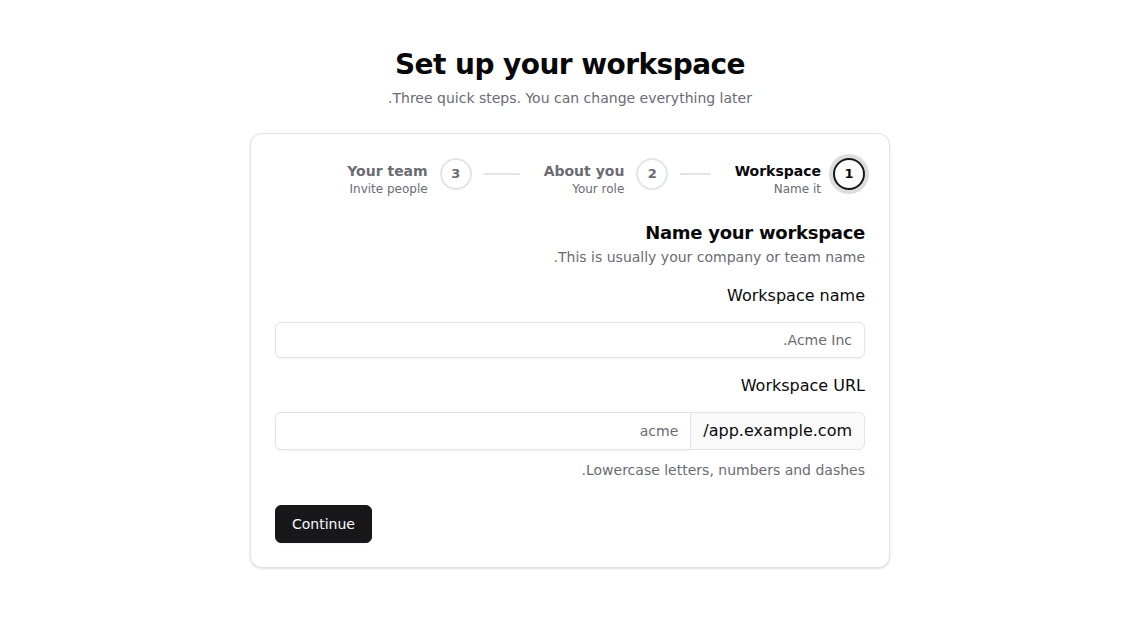 Set up your workspace
.Three quick steps. You can change everything later
1 Workspace
Name it
2 About you
Your role
3 Your team
Invite people
Name your workspace
.This is usually your company or team name
Workspace name
.Acme Inc
Workspace URL
/app.example.com acme
.Lowercase letters, numbers and dashes
Continue